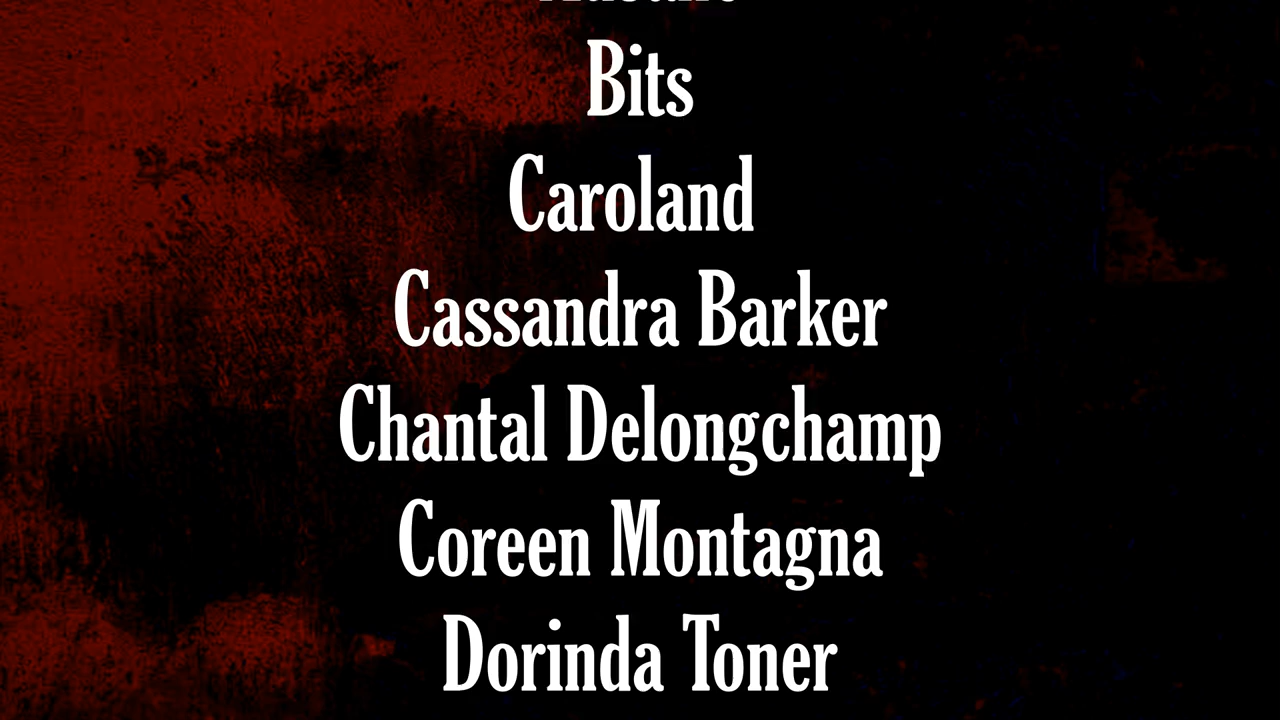 Bits
Caroland
Cassandra Barker
Chantal Delongchamp
Coreen Montagna
Dorinda Toner